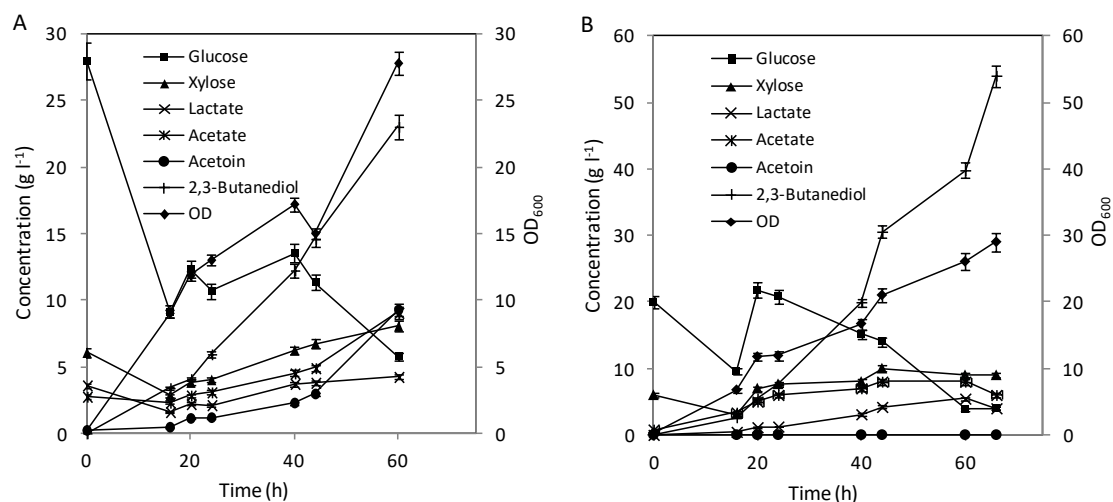 A
Concentration (g l⁻¹)
30
25
20
15
10
5
0
Glucose
Xylose
Lactate
Acetate
Acetoin
2,3-Butanediol
OD
30
25
20
15
10
5
0
OD₆₀₀
0 20 40 60
Time (h)
B
Concentration (g l⁻¹)
60
50
40
30
20
10
0
Glucose
Xylose
Lactate
Acetate
Acetoin
2,3-Butanediol
OD
60
50
40
30
20
10
0
OD₆₀₀
0 20 40 60
Time (h)